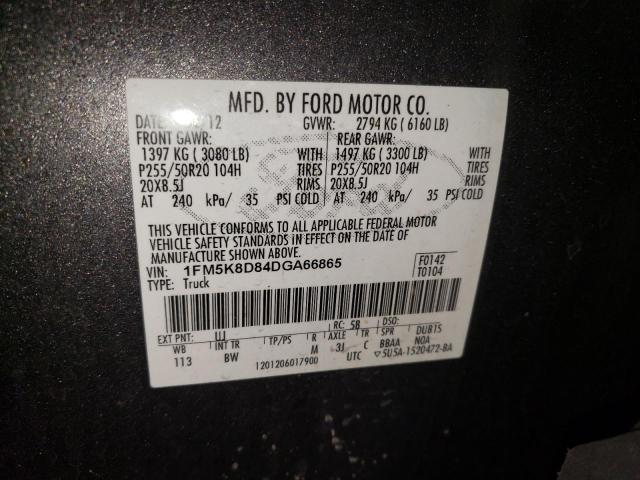 MFD. BY FORD MOTOR CO.
DATE: 12 GVWR: 2794 KG ( 6160 LB)
FRONT GAWR: REAR GAWR:
1397 KG ( 3080 LB) WITH 1497 KG ( 3300 LB) WITH
P255/50R20 104H TIRES P255/50R20 104H TIRES
20X8.5J RIMS 20X8.5J RIMS
AT 240 kPa/ 35 PSI COLD AT 240 kPa/ 35 PSI COLD
THIS VEHICLE CONFORMS TO ALL APPLICABLE FEDERAL MOTOR
VEHICLE SAFETY STANDARDS IN EFFECT ON THE DATE OF
MANUFACTURE SHOWN ABOVE.
VIN: 1FM5K8D84DGA66865 F0142
TYPE: Truck T0104
EXT PNT: UJ RC: 5B DSO:
WB INT TR TP/PS R AXLE TR SPR DUBTS
113 BW M 3J C BBAA NOA
1201206017900 UTC ▽5U5A-1520472-BA